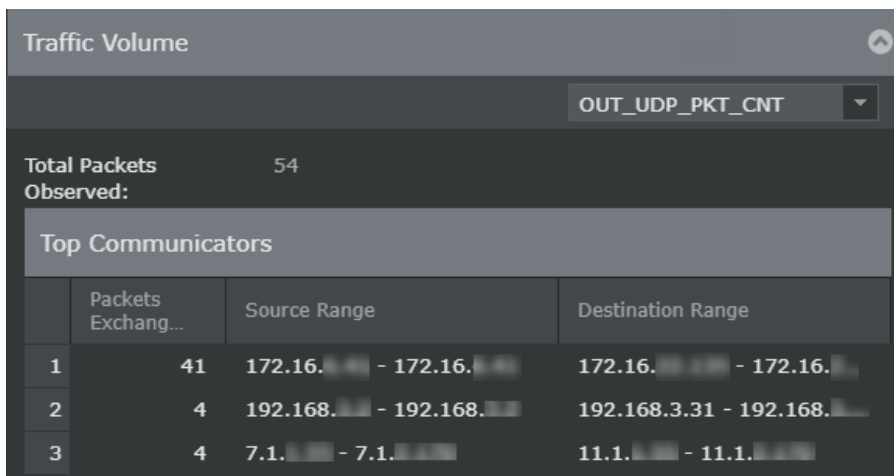 Traffic Volume
OUT_UDP_PKT_CNT
Total Packets Observed: 54
Top Communicators
Packets Exchang... Source Range Destination Range
1 41 172.16. - 172.16. 172.16. - 172.16.
2 4 192.168. - 192.168. 192.168.3.31 - 192.168.
3 4 7.1. - 7.1. 11.1. - 11.1.